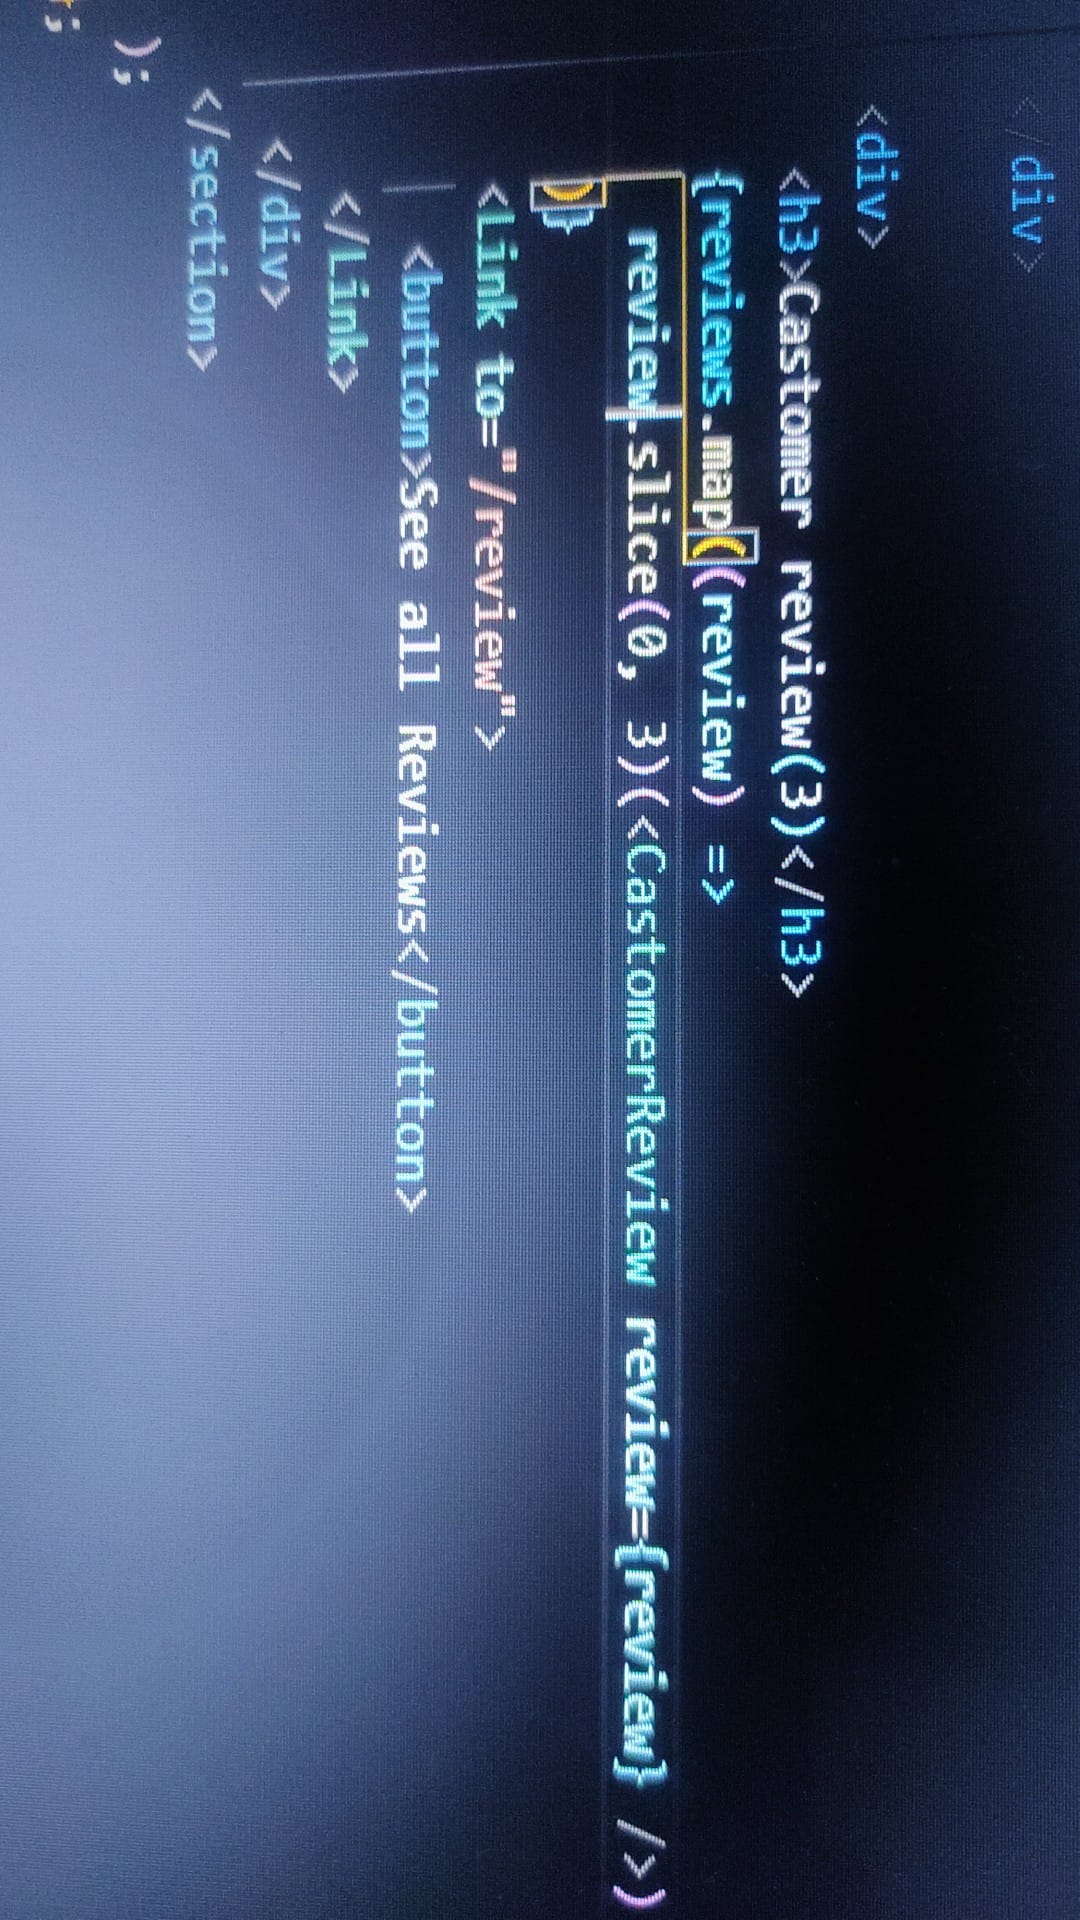 </div>
<div>
<h3>Castomer review(3)</h3>
{reviews.map((review) =>
review.slice(0, 3)(<CastomerReview review={review} />)
)}
<Link to="/review">
<button>See all Reviews</button>
</Link>
</div>
</section>
);
;